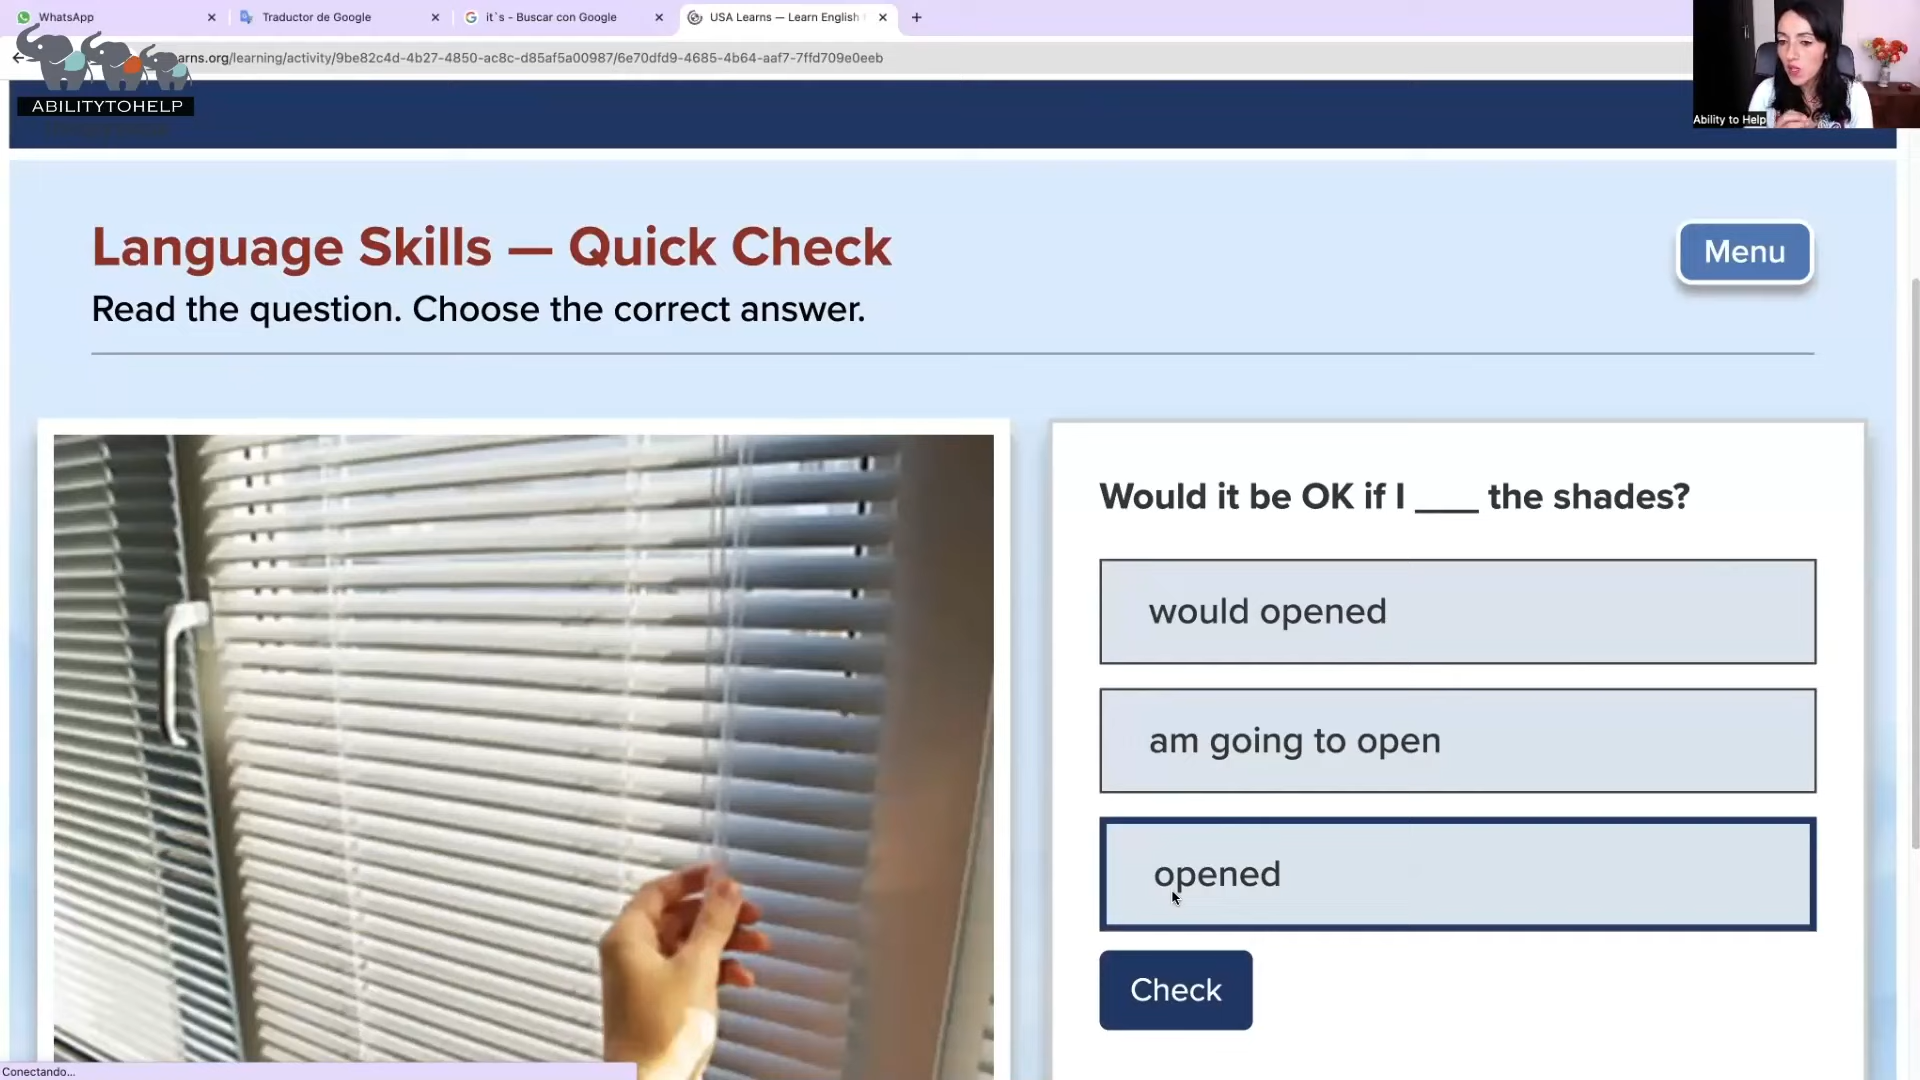 WhatsApp
Traductor de Google
it`s - Buscar con Google
USA Learns — Learn English
arns.org/learning/activity/9be82c4d-4b27-4850-ac8c-d85af5a00987/6e70dfd9-4685-4b64-aaf7-7ffd709e0eeb
ABILITYTOHELP
Ability to Help
Language Skills — Quick Check
Menu
Read the question. Choose the correct answer.
Would it be OK if I ____ the shades?
would opened
am going to open
opened
Check
Conectando...